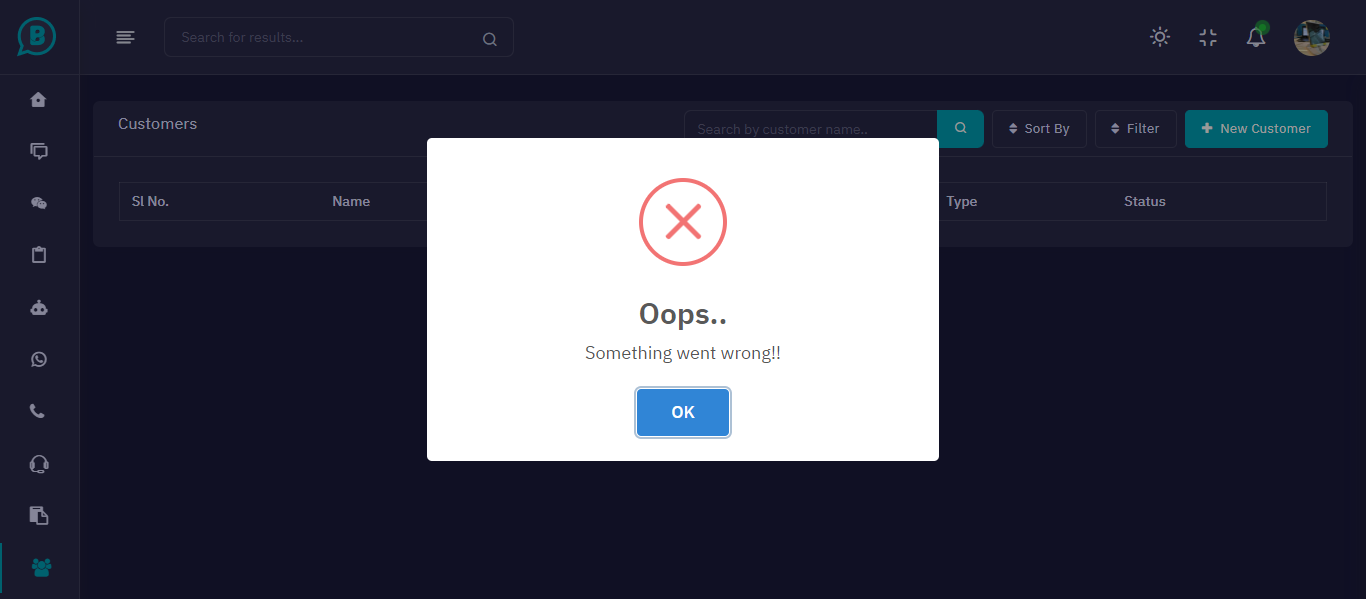 B
Search for results...
Customers
Search by customer name..
Sort By
Filter
New Customer
Sl No.
Name
Type
Status
Oops..
Something went wrong!!
OK